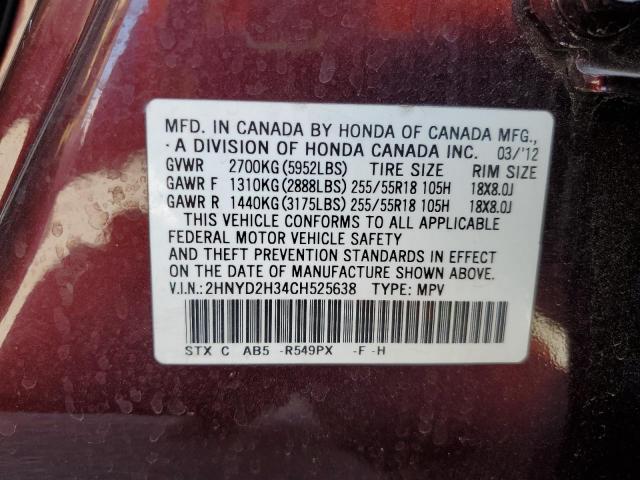 MFD. IN CANADA BY HONDA OF CANADA MFG.,
A DIVISION OF HONDA CANADA INC. 03/'12
GVWR 2700KG(5952LBS) TIRE SIZE RIM SIZE
GAWR F 1310KG(2888LBS) 255/55R18 105H 18X8.0J
GAWR R 1440KG(3175LBS) 255/55R18 105H 18X8.0J
THIS VEHICLE CONFORMS TO ALL APPLICABLE
FEDERAL MOTOR VEHICLE SAFETY
AND THEFT PREVENTION STANDARDS IN EFFECT
ON THE DATE OF MANUFACTURE SHOWN ABOVE.
V.I.N.:2HNYD2H34CH525638 TYPE: MPV
STX C AB5 -R549PX -F -H